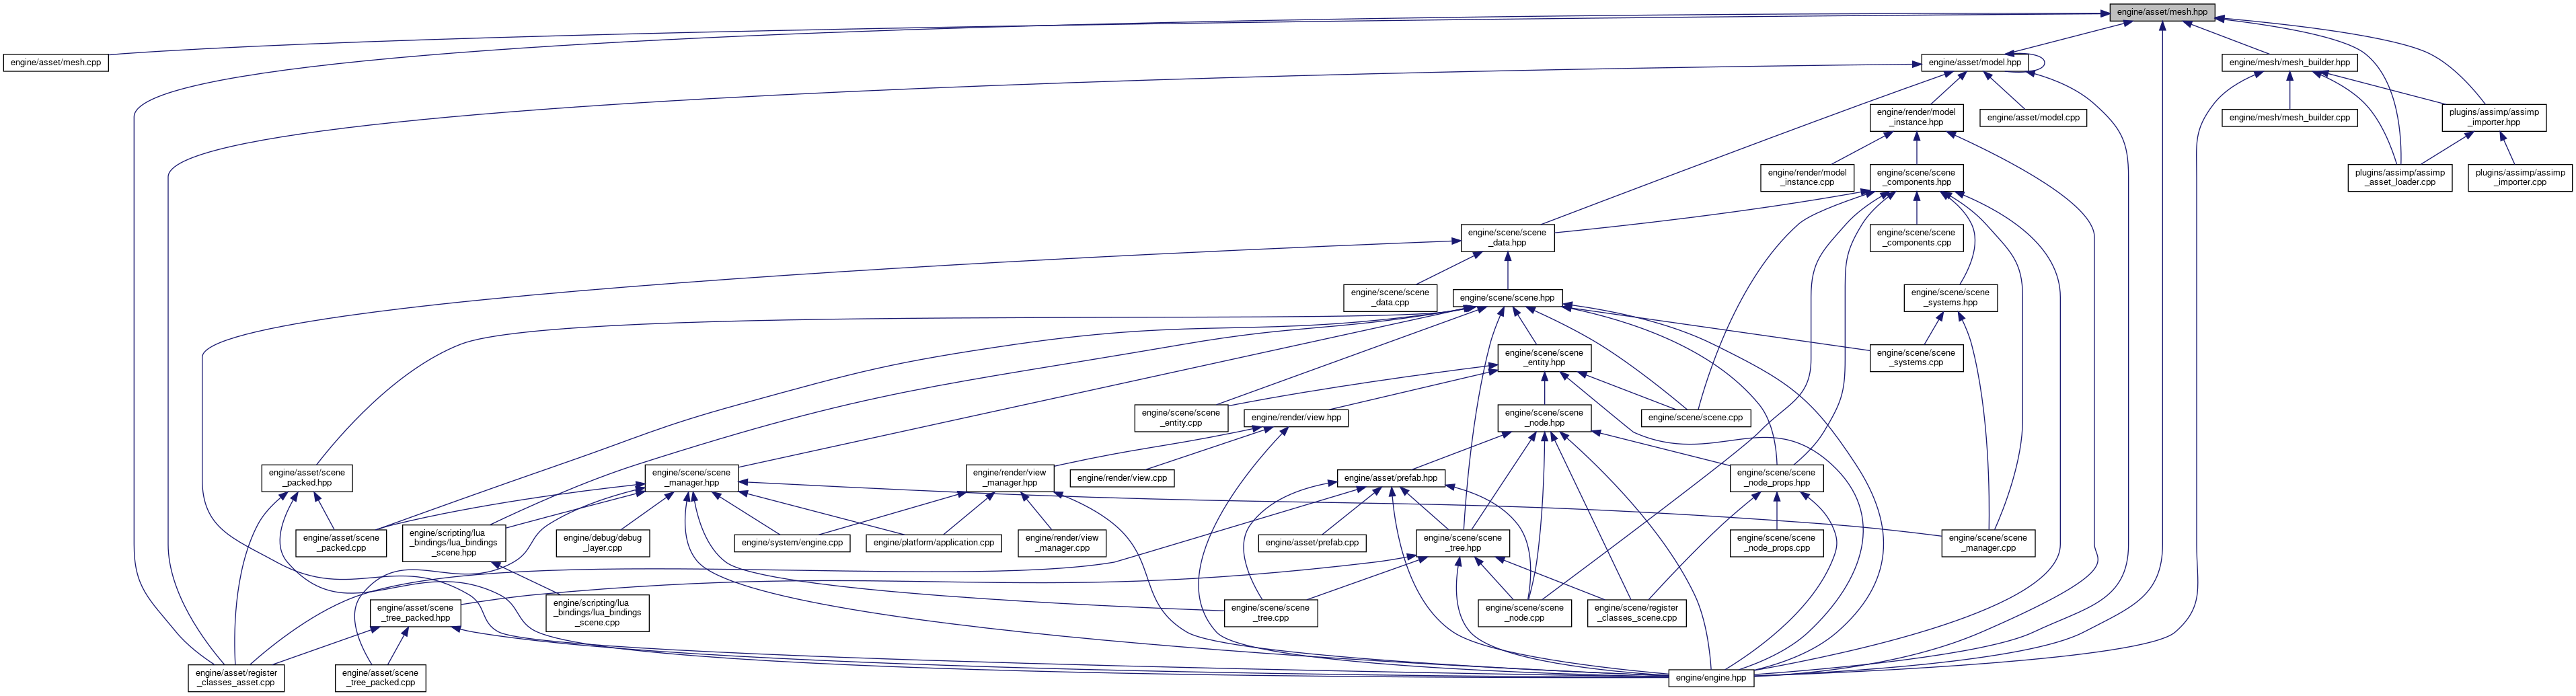 engine/asset/mesh.hpp
engine/asset/mesh.cpp
engine/asset/model.hpp
engine/mesh/mesh_builder.hpp
engine/render/model
_instance.hpp
engine/asset/model.cpp
engine/mesh/mesh_builder.cpp
plugins/assimp/assimp
_importer.hpp
engine/render/model
_instance.cpp
engine/scene/scene
_components.hpp
plugins/assimp/assimp
_asset_loader.cpp
plugins/assimp/assimp
_importer.cpp
engine/scene/scene
_data.hpp
engine/scene/scene
_components.cpp
engine/scene/scene
_data.cpp
engine/scene/scene.hpp
engine/scene/scene
_systems.hpp
engine/scene/scene
_entity.hpp
engine/scene/scene
_systems.cpp
engine/scene/scene
_entity.cpp
engine/render/view.hpp
engine/scene/scene
_node.hpp
engine/scene/scene.cpp
engine/asset/scene
_packed.hpp
engine/scene/scene
_manager.hpp
engine/render/view
_manager.hpp
engine/render/view.cpp
engine/asset/prefab.hpp
engine/scene/scene
_node_props.hpp
engine/asset/scene
_packed.cpp
engine/scripting/lua
_bindings/lua_bindings
_scene.hpp
engine/debug/debug
_layer.cpp
engine/system/engine.cpp
engine/platform/application.cpp
engine/render/view
_manager.cpp
engine/asset/prefab.cpp
engine/scene/scene
_tree.hpp
engine/scene/scene
_node_props.cpp
engine/scene/scene
_manager.cpp
engine/asset/scene
_tree_packed.hpp
engine/scripting/lua
_bindings/lua_bindings
_scene.cpp
engine/scene/scene
_tree.cpp
engine/scene/scene
_node.cpp
engine/scene/register
_classes_scene.cpp
engine/asset/register
_classes_asset.cpp
engine/asset/scene
_tree_packed.cpp
engine/engine.hpp